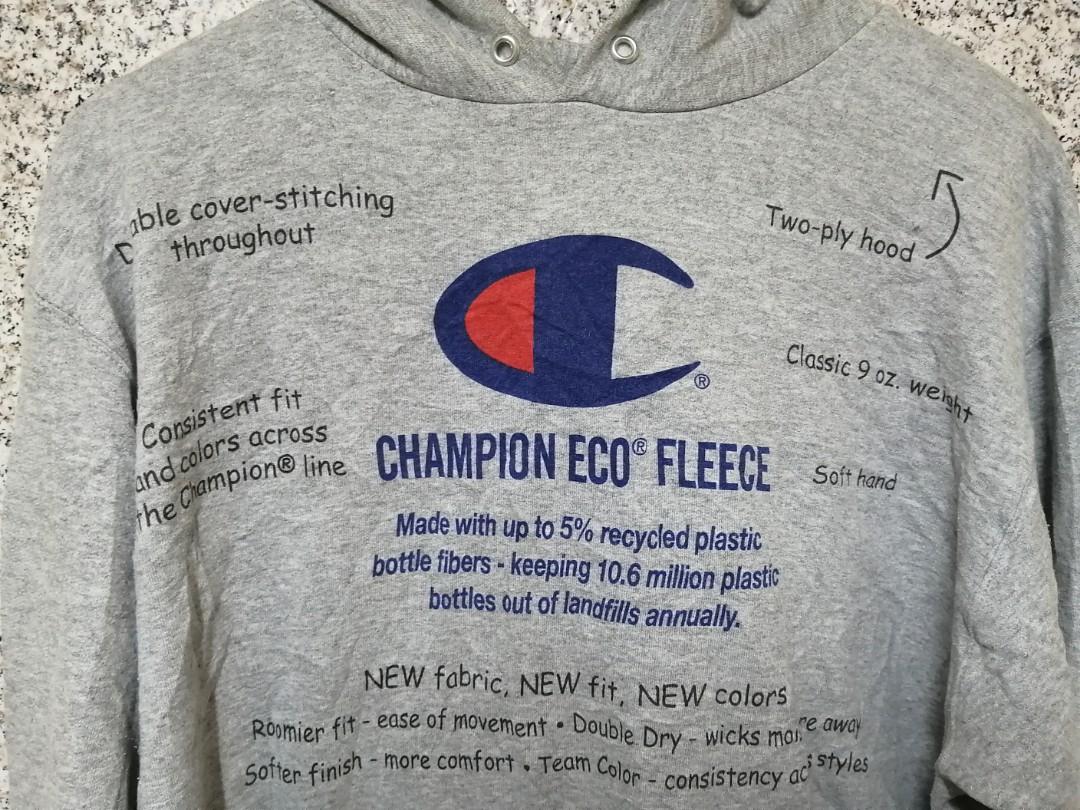 able cover-stitching
throughout
Two-ply hood
Classic 9 oz. weight
®
Consistent fit
and colors across
the Champion® line
CHAMPION ECO® FLEECE
Soft hand
Made with up to 5% recycled plastic
bottle fibers - keeping 10.6 million plastic
bottles out of landfills annually.
NEW fabric, NEW fit, NEW colors
Roomier fit - ease of movement • Double Dry - wicks away
Softer finish - more comfort • Team Color - consistency styles